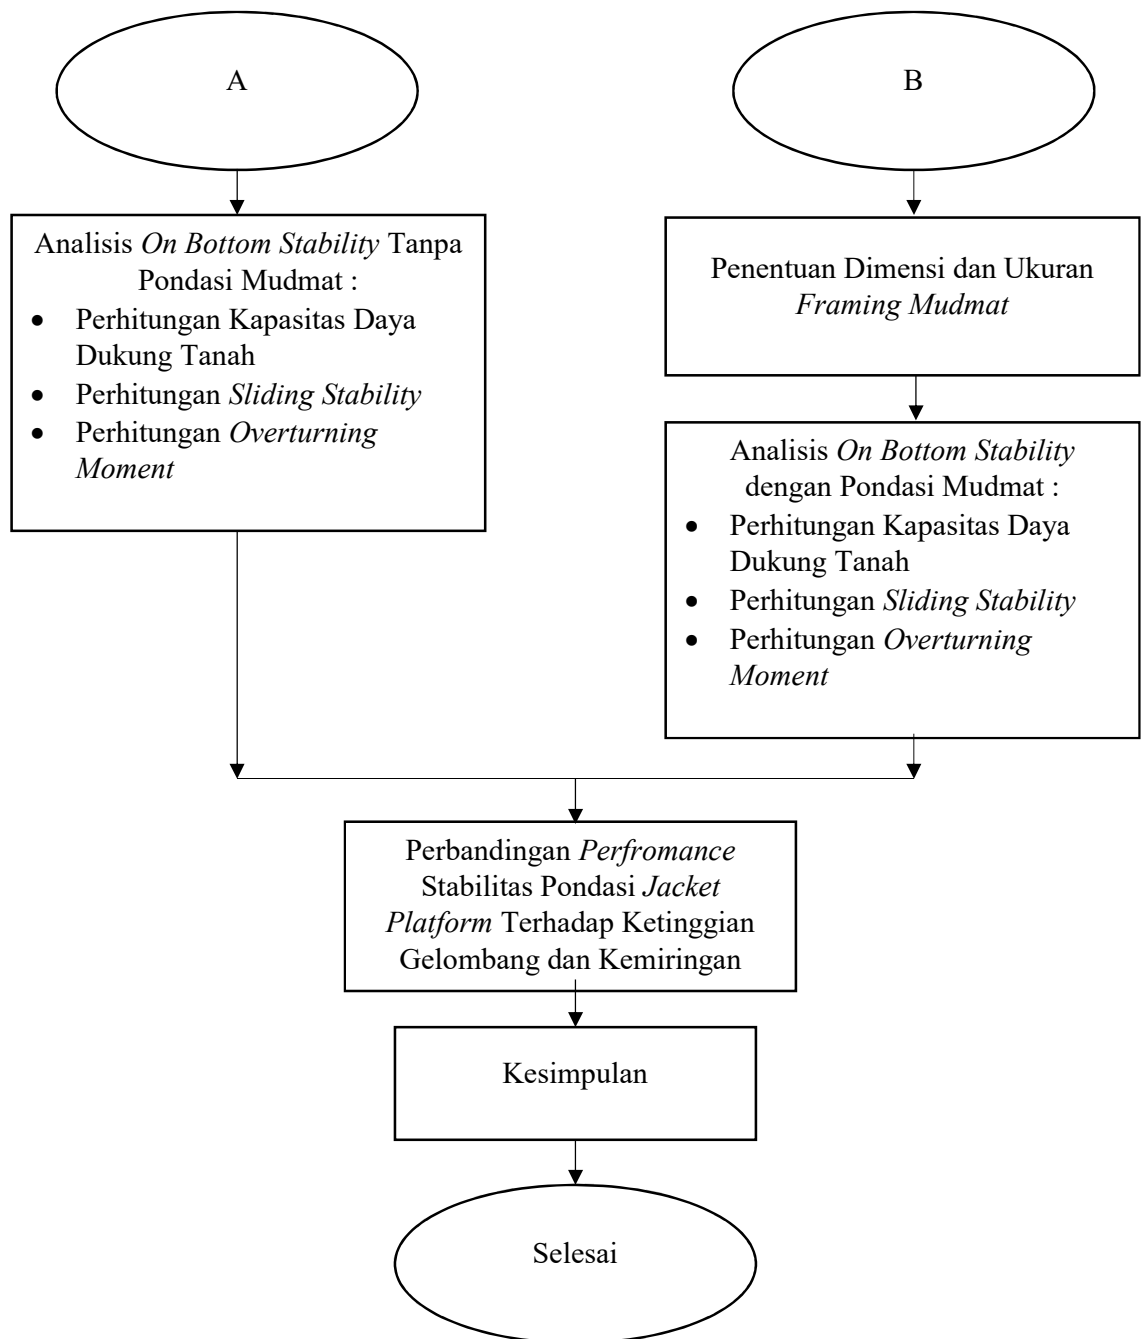 A
B
Analisis On Bottom Stability Tanpa
Pondasi Mudmat :
• Perhitungan Kapasitas Daya
Dukung Tanah
• Perhitungan Sliding Stability
• Perhitungan Overturning
Moment
Penentuan Dimensi dan Ukuran
Framing Mudmat
Analisis On Bottom Stability
dengan Pondasi Mudmat :
• Perhitungan Kapasitas Daya
Dukung Tanah
• Perhitungan Sliding Stability
• Perhitungan Overturning
Moment
Perbandingan Perfromance
Stabilitas Pondasi Jacket
Platform Terhadap Ketinggian
Gelombang dan Kemiringan
Kesimpulan
Selesai